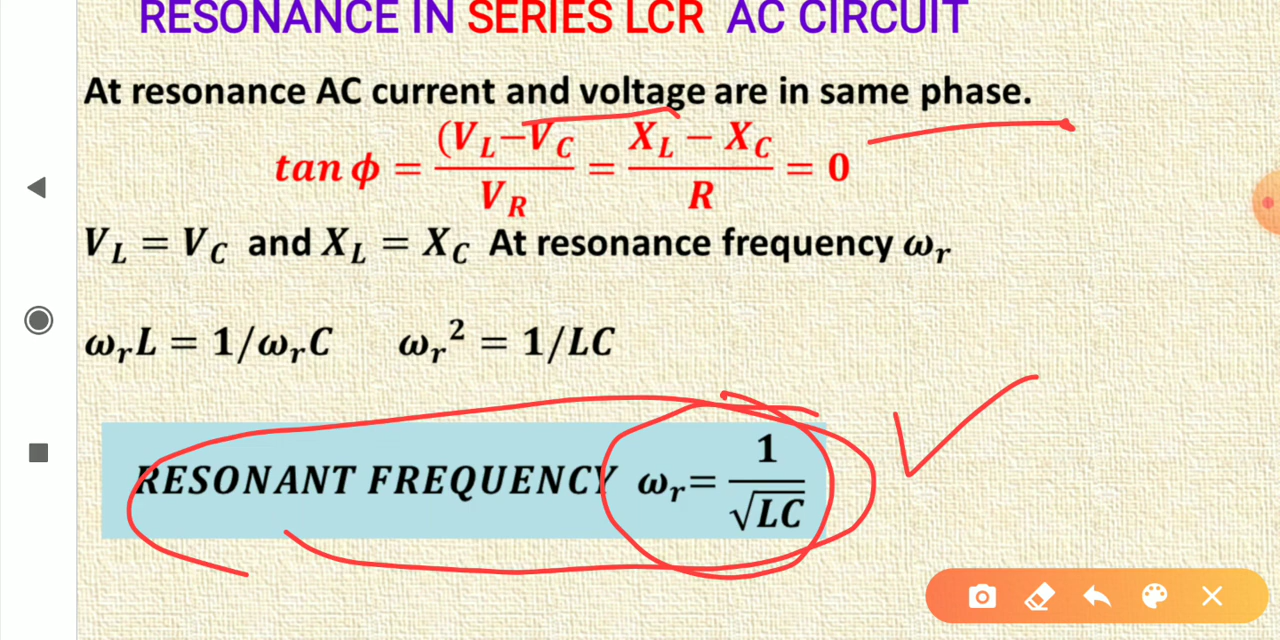 RESONANCE IN SERIES LCR AC CIRCUIT
At resonance AC current and voltage are in same phase.
tan ϕ = (V_L−V_C / V_R = X_L − X_C / R = 0
V_L = V_C and X_L = X_C At resonance frequency ω_r
ω_rL = 1/ω_rC ω_r² = 1/LC
RESONANT FREQUENCY ω_r= 1/√LC